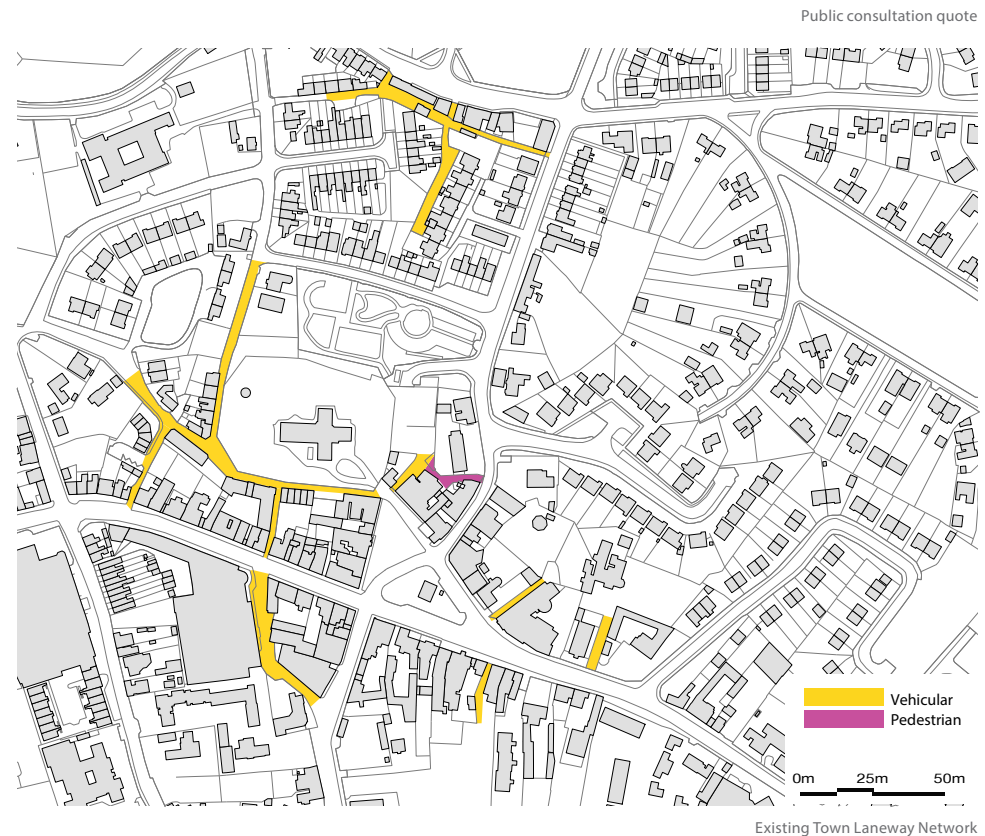 Public consultation quote
Vehicular
Pedestrian
0m 25m 50m
Existing Town Laneway Network